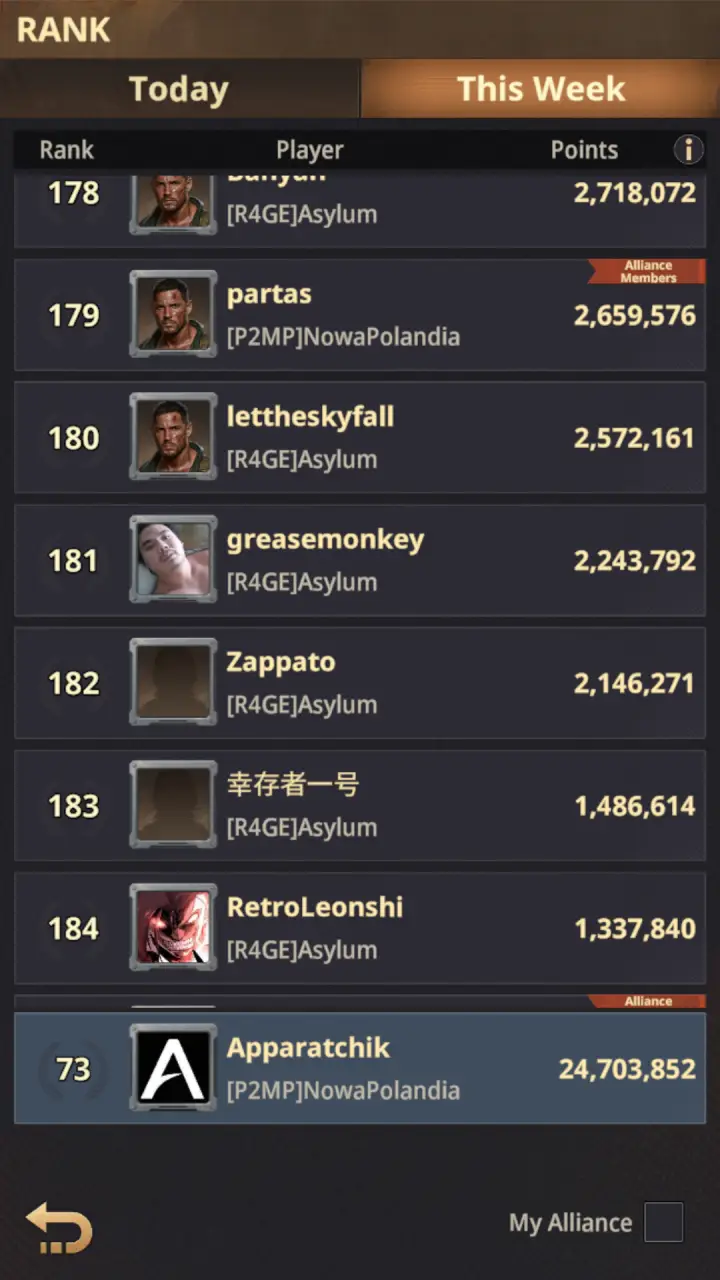 RANK
Today
This Week
Rank
Player
Points
178
[R4GE]Asylum
2,718,072
Alliance
Members
179
partas
[P2MP]NowaPolandia
2,659,576
180
lettheskyfall
[R4GE]Asylum
2,572,161
181
greasemonkey
[R4GE]Asylum
2,243,792
182
Zappato
[R4GE]Asylum
2,146,271
183
幸存者一号
[R4GE]Asylum
1,486,614
184
RetroLeonshi
[R4GE]Asylum
1,337,840
Alliance
73
Apparatchik
[P2MP]NowaPolandia
24,703,852
My Alliance